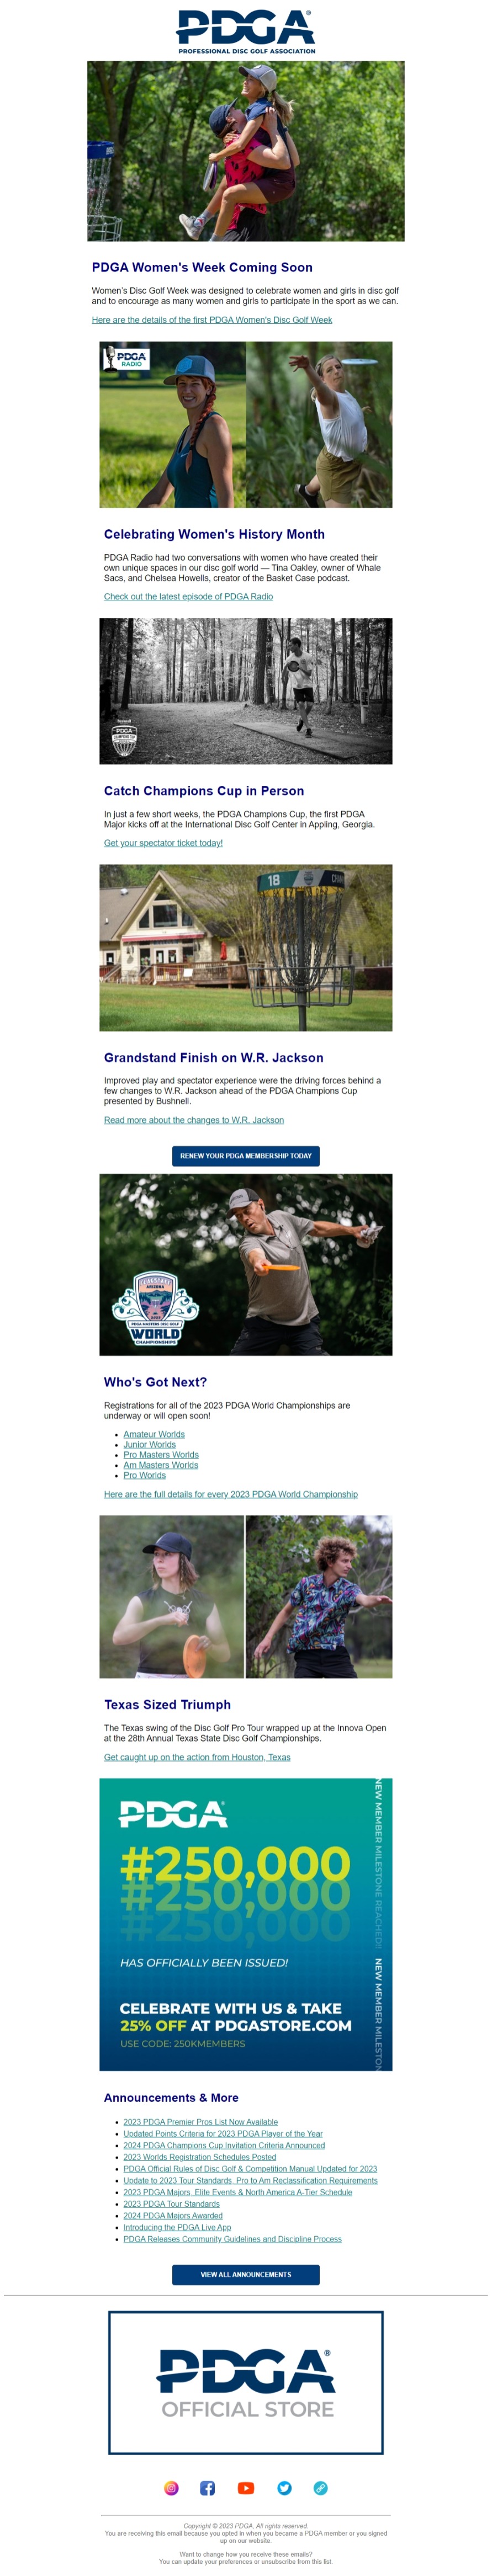 PDGA®
PROFESSIONAL DISC GOLF ASSOCIATION
PDGA Women's Week Coming Soon
Women's Disc Golf Week was designed to celebrate women and girls in disc golf
and to encourage as many women and girls to participate in the sport as we can.
Here are the details of the first PDGA Women's Disc Golf Week
PDGA
RADIO
Celebrating Women's History Month
PDGA Radio had two conversations with women who have created their
own unique spaces in our disc golf world — Tina Oakley, owner of Whale
Sacs, and Chelsea Howells, creator of the Basket Case podcast.
Check out the latest episode of PDGA Radio
PDGA
CHAMPIONS CUP
Catch Champions Cup in Person
In just a few short weeks, the PDGA Champions Cup, the first PDGA
Major kicks off at the International Disc Golf Center in Appling, Georgia.
Get your spectator ticket today!
18
Grandstand Finish on W.R. Jackson
Improved play and spectator experience were the driving forces behind a
few changes to W.R. Jackson ahead of the PDGA Champions Cup
presented by Bushnell.
Read more about the changes to W.R. Jackson
RENEW YOUR PDGA MEMBERSHIP TODAY
ARIZONA
PDGA MASTERS DISC GOLF
WORLD
CHAMPIONSHIPS
Who's Got Next?
Registrations for all of the 2023 PDGA World Championships are
underway or will open soon!
• Amateur Worlds
• Junior Worlds
• Pro Masters Worlds
• Am Masters Worlds
• Pro Worlds
Here are the full details for every 2023 PDGA World Championship
Texas Sized Triumph
The Texas swing of the Disc Golf Pro Tour wrapped up at the Innova Open
at the 28th Annual Texas State Disc Golf Championships.
Get caught up on the action from Houston, Texas
PDGA
#250,000
#250,000
#250,000
HAS OFFICIALLY BEEN ISSUED!
CELEBRATE WITH US & TAKE
25% OFF AT PDGASTORE.COM
USE CODE: 250KMEMBERS
NEW MEMBER MILESTONE REACHED!! NEW MEMBER MILESTON
Announcements & More
• 2023 PDGA Premier Pros List Now Available
• Updated Points Criteria for 2023 PDGA Player of the Year
• 2024 PDGA Champions Cup Invitation Criteria Announced
• 2023 Worlds Registration Schedules Posted
• PDGA Official Rules of Disc Golf & Competition Manual Updated for 2023
• Update to 2023 Tour Standards, Pro to Am Reclassification Requirements
• 2023 PDGA Majors, Elite Events & North America A-Tier Schedule
• 2023 PDGA Tour Standards
• 2024 PDGA Majors Awarded
• Introducing the PDGA Live App
• PDGA Releases Community Guidelines and Discipline Process
VIEW ALL ANNOUNCEMENTS
PDGA®
OFFICIAL STORE
Copyright © 2023 PDGA, All rights reserved.
You are receiving this email because you opted in when you became a PDGA member or you signed
up on our website.
Want to change how you receive these emails?
You can update your preferences or unsubscribe from this list.